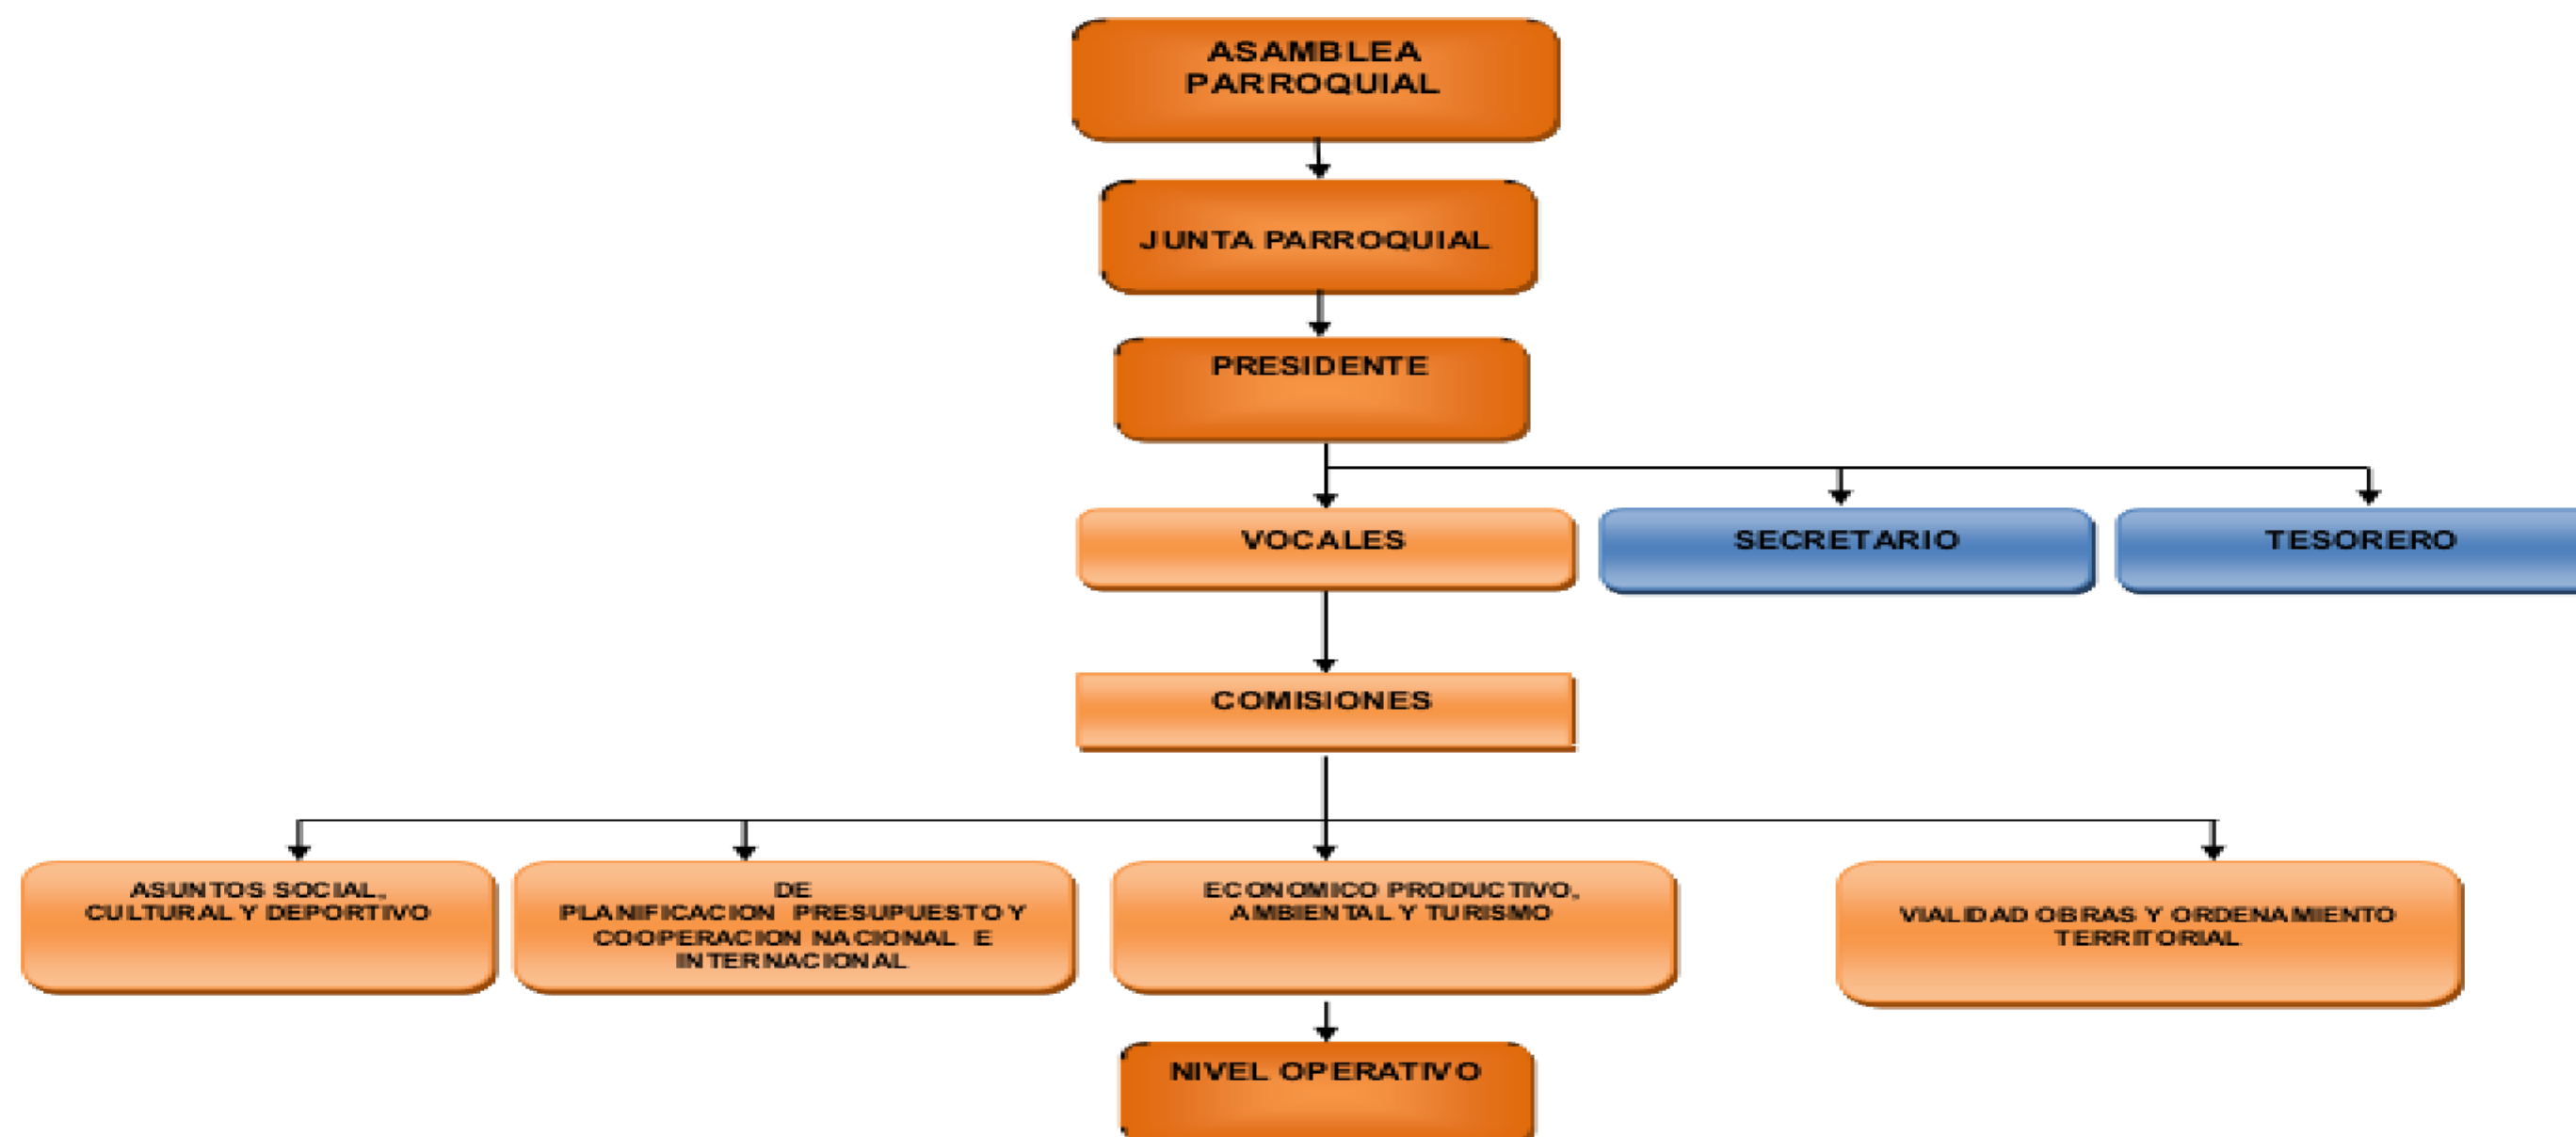 ASAMBLEA
PARROQUIAL
JUNTA PARROQUIAL
PRESIDENTE
VOCALES
SECRETARIO
TESORERO
COMISIONES
ASUNTOS SOCIAL,
CULTURAL Y DEPORTIVO
DE
PLANIFICACION PRESUPUESTO Y
COOPERACION NACIONAL E
INTERNACIONAL
ECONOMICO PRODUCTIVO,
AMBIENTAL Y TURISMO
VIALIDAD OBRAS Y ORDENAMIENTO
TERRITORIAL
NIVEL OPERATIVO